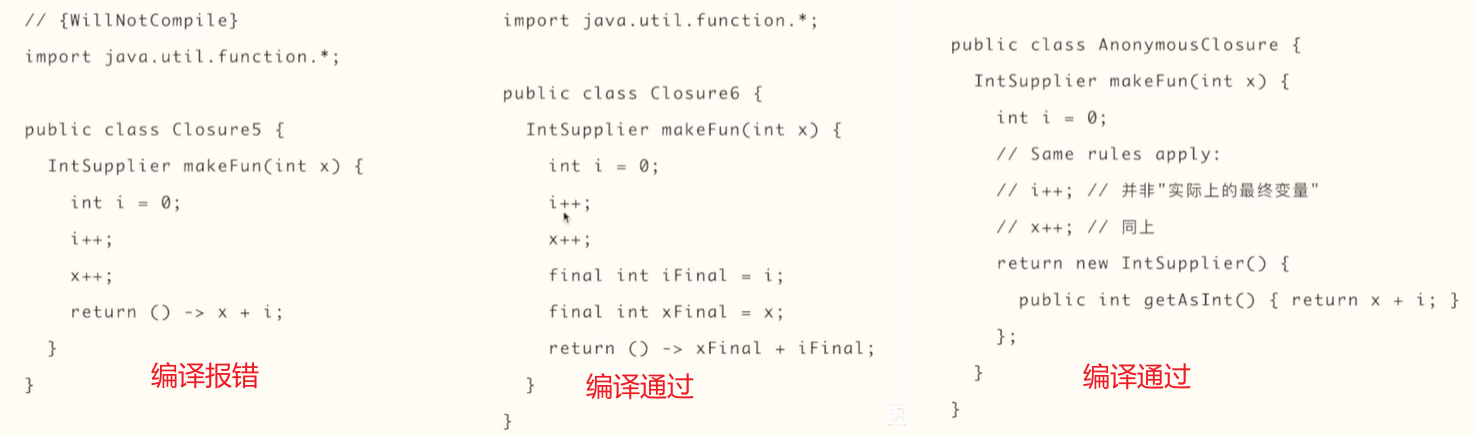 // {WillNotCompile}
import java.util.function.*;
public class Closure5 {
IntSupplier makeFun(int x) {
int i = 0;
i++;
x++;
return () -> x + i;
}
}
编译报错
import java.util.function.*;
public class Closure6 {
IntSupplier makeFun(int x) {
int i = 0;
i++;
x++;
final int iFinal = i;
final int xFinal = x;
return () -> xFinal + iFinal;
}
}
编译通过
public class AnonymousClosure {
IntSupplier makeFun(int x) {
int i = 0;
// Same rules apply:
// i++; // 并非"实际上的最终变量"
// x++; // 同上
return new IntSupplier() {
public int getAsInt() { return x + i; }
};
}
}
编译通过